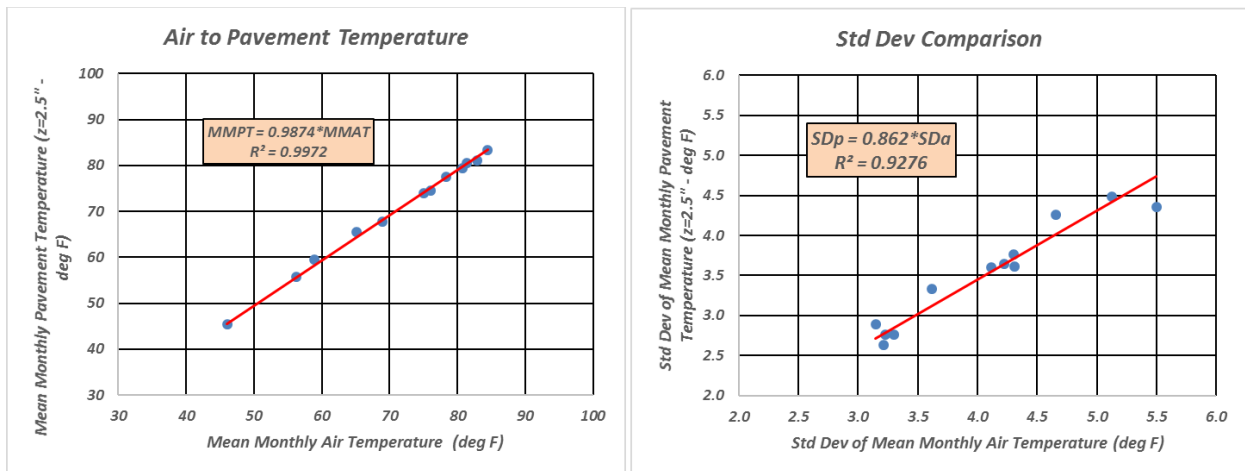 Air to Pavement Temperature
Mean Monthly Pavement Temperature (z=2.5" -
deg F)
100
90
80
70
60
50
40
30
MMPT = 0.9874*MMAT
R² = 0.9972
30 40 50 60 70 80 90 100
Mean Monthly Air Temperature (deg F)
Std Dev Comparison
Std Dev of Mean Monthly Pavement
Temperature (z=2.5" - deg F)
6.0
5.5
5.0
4.5
4.0
3.5
3.0
2.5
2.0
SDp = 0.862*SDa
R² = 0.9276
2.0 2.5 3.0 3.5 4.0 4.5 5.0 5.5 6.0
Std Dev of Mean Monthly Air Temperature (deg F)